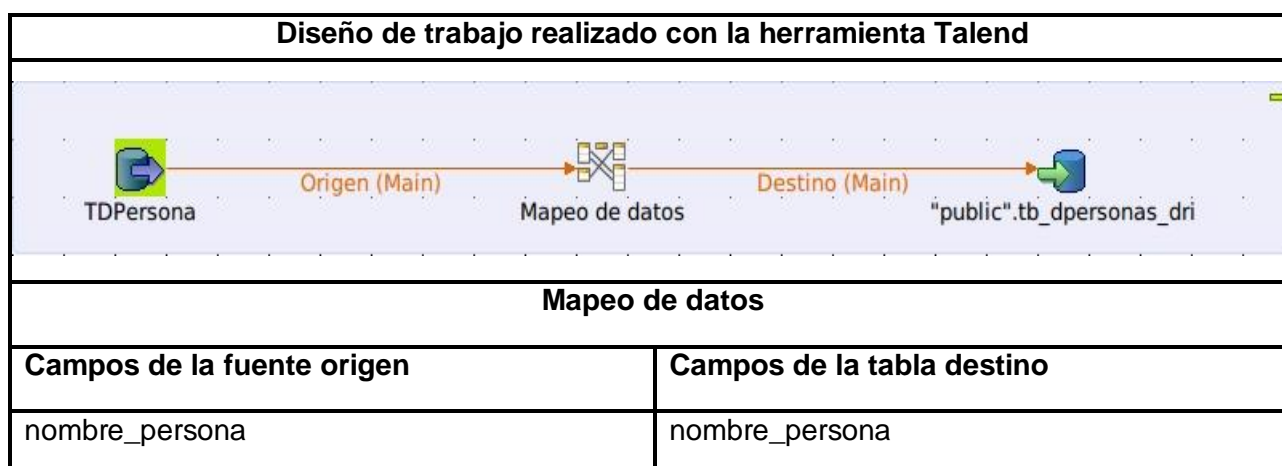 Diseño de trabajo realizado con la herramienta Talend
Origen (Main)
Destino (Main)
TDPersona
Mapeo de datos
"public".tb_dpersonas_dri
Mapeo de datos
Campos de la fuente origen
Campos de la tabla destino
nombre_persona
nombre_persona